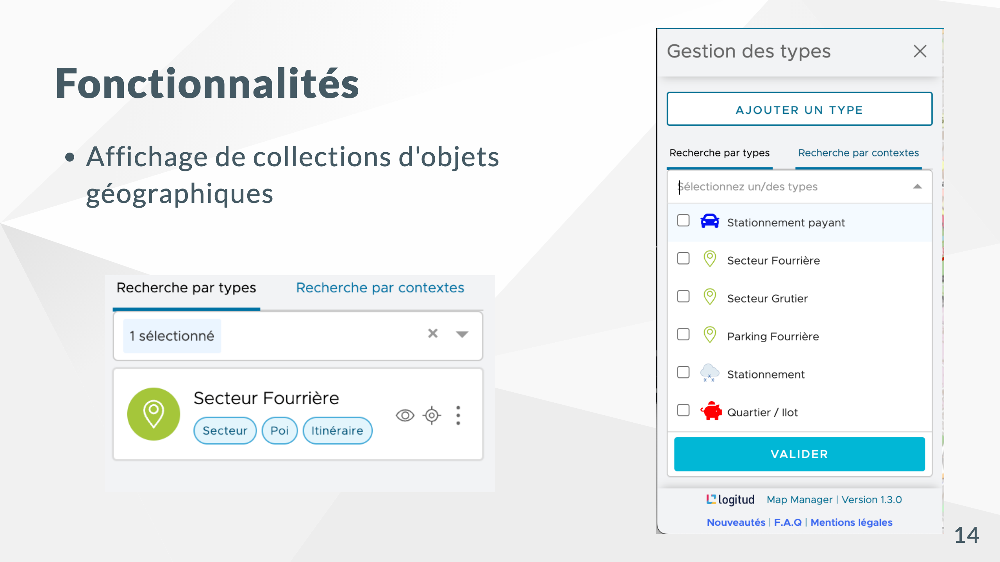 Fonctionnalités
• Affichage de collections d'objets
géographiques
Recherche par types Recherche par contextes
1 sélectionné
Secteur Fourrière
Secteur Poi Itinéraire
Gestion des types
AJOUTER UN TYPE
Recherche par types Recherche par contextes
Sélectionnez un/des types
Stationnement payant
Secteur Fourrière
Secteur Grutier
Parking Fourrière
Stationnement
Quartier / Ilot
VALIDER
logitud Map Manager | Version 1.3.0
Nouveautés | F.A.Q | Mentions légales
14